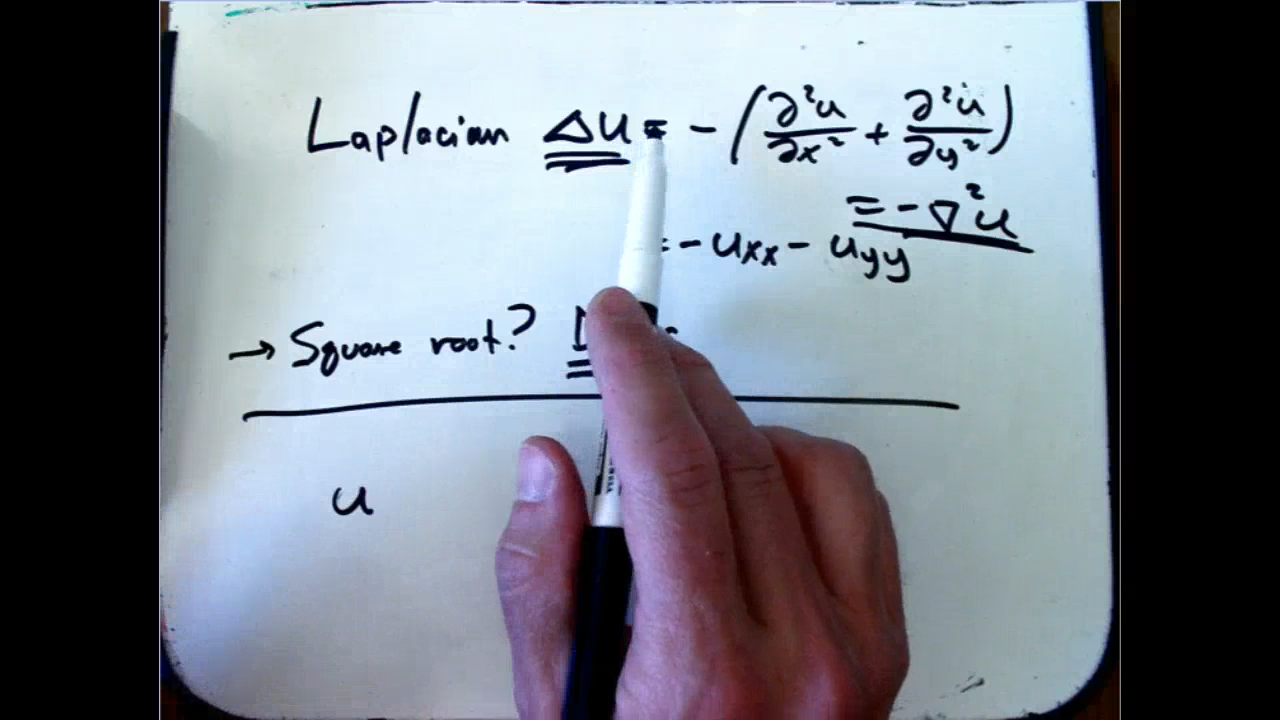 Laplacian Δu = - (∂²u/∂x² + ∂²u/∂y²)
= -∇²u
= -uxx - uyy
→ Square root?
u